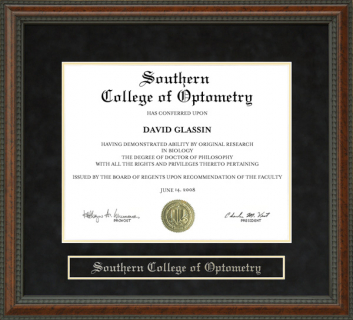 Southern
College of Optometry
HAS CONFERRED UPON
DAVID GLASSIN
HAVING DEMONSTRATED ABILITY BY ORIGINAL RESEARCH
IN BIOLOGY
THE DEGREE OF DOCTOR OF PHILOSOPHY
WITH ALL THE RIGHTS AND PRIVILEGES THERETO PERTAINING
ISSUED BY THE BOARD OF REGENTS UPON RECOMMENDATION OF THE FACULTY
JUNE 14, 2008
PROVOST
PRESIDENT
Southern College of Optometry